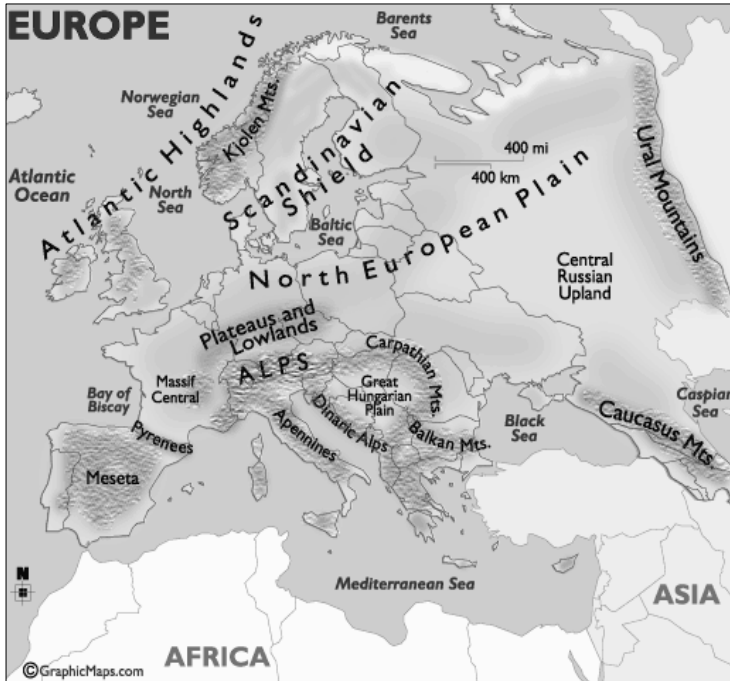 EUROPE
Barents
Sea
Norwegian
Sea
Atlantic Highlands
Kjolen Mts.
Scandinavian
Shield
400 mi
400 km
Ural Mountains
Atlantic
Ocean
North
Sea
Baltic
Sea
North European Plain
Central
Russian
Upland
Plateaus and
Lowlands
Carpathian Mts.
ALPS
Massif
Central
Great
Hungarian
Plain
Bay of
Biscay
Caspian
Sea
Black
Sea
Caucasus Mts.
Pyrenees
Apennines
Dinaric Alps
Balkan Mts.
Meseta
N
Mediterranean Sea
ASIA
AFRICA
©GraphicMaps.com